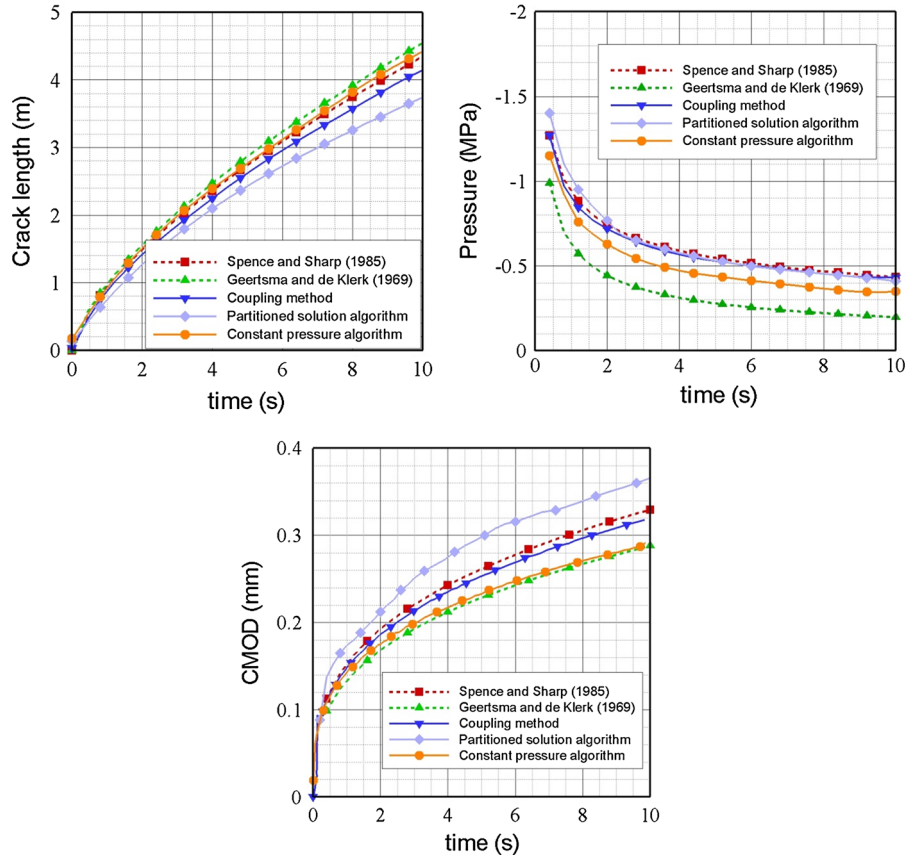 5
4
3
2
1
0
Crack length (m)
Spence and Sharp
(1985)
Geertsma and de Klerk (1969)
Coupling method
Partitioned solution algorithm
Constant pressure algorithm
0 2 4 6 8 10
time (s)
-2
-1.5
-1
-0.5
0
Pressure (MPa)
Spence and Sharp (1985)
Geertsma and de Klerk (1969)
Coupling method
Partitioned solution algorithm
Constant pressure algorithm
0 2 4 6 8 10
time (s)
0.4
0.3
0.2
0.1
0
CMOD (mm)
Spence and Sharp (1985)
Geertsma and de Klerk (1969)
Coupling method
Partitioned solution algorithm
Constant pressure algorithm
0 2 4 6 8 10
time (s)